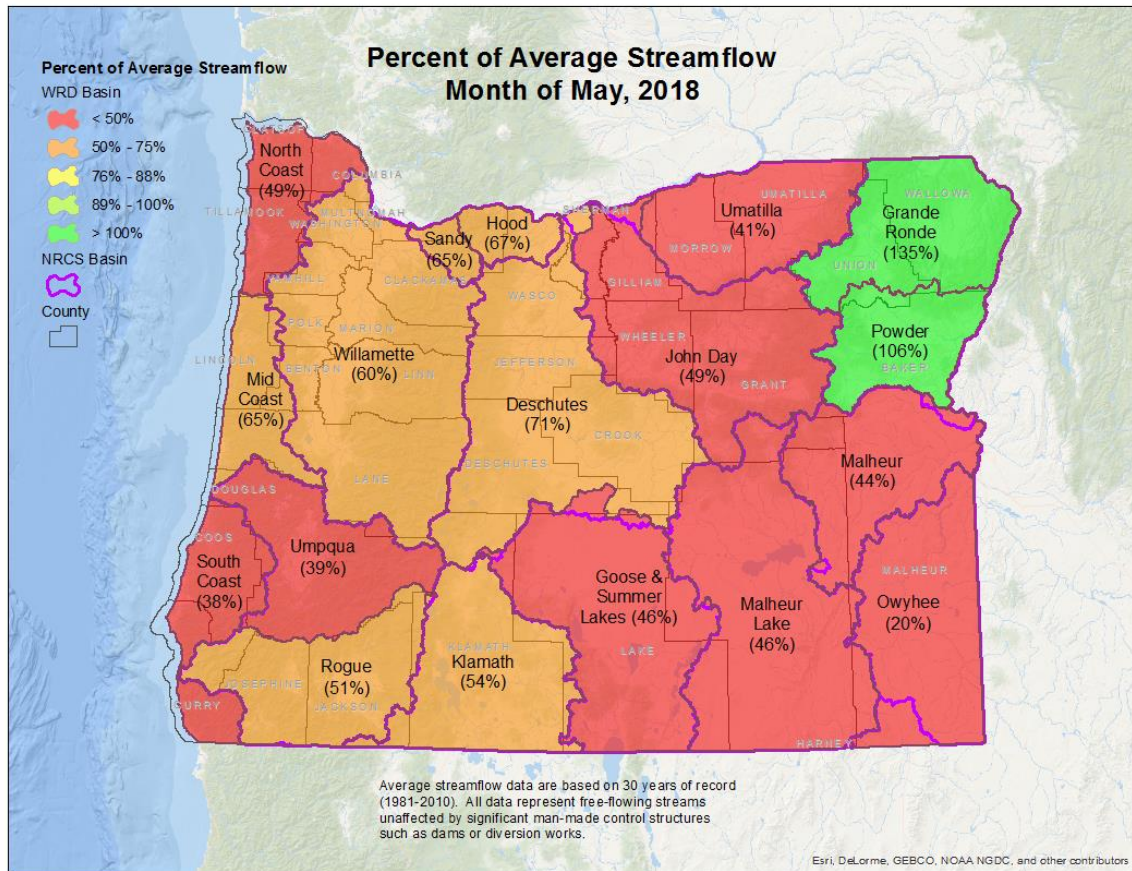 Percent of Average Streamflow
Month of May, 2018
Percent of Average Streamflow
WRD Basin
< 50%
50% - 75%
76% - 88%
89% - 100%
> 100%
NRCS Basin
County
North
Coast
(49%)
COLUMBIA
TILLAMOOK
MULTNOMAH
WASHINGTON
YAMHILL
CLACKAMAS
Sandy
(65%)
Hood
(67%)
SHERMAN
WASCO
GILLIAM
MORROW
UMATILLA
Umatilla
(41%)
WALLOWA
Grande
Ronde
(135%)
UNION
Powder
(106%)
BAKER
POLK
MARION
LINCOLN
BENTON
LINN
Willamette
(60%)
JEFFERSON
WHEELER
John Day
(49%)
GRANT
Mid
Coast
(65%)
Deschutes
(71%)
CROOK
DESCHUTES
LANE
DOUGLAS
Malheur
(44%)
COOS
South
Coast
(38%)
Umpqua
(39%)
Goose &
Summer
Lakes (46%)
Malheur
Lake
(46%)
MALHEUR
Owyhee
(20%)
KLAMATH
Klamath
(54%)
LAKE
Rogue
(51%)
JOSEPHINE
JACKSON
CURRY
HARNEY
Average streamflow data are based on 30 years of record
(1981-2010). All data represent free-flowing streams
unaffected by significant man-made control structures
such as dams or diversion works.
Esri, DeLorme, GEBCO, NOAA NGDC, and other contributors